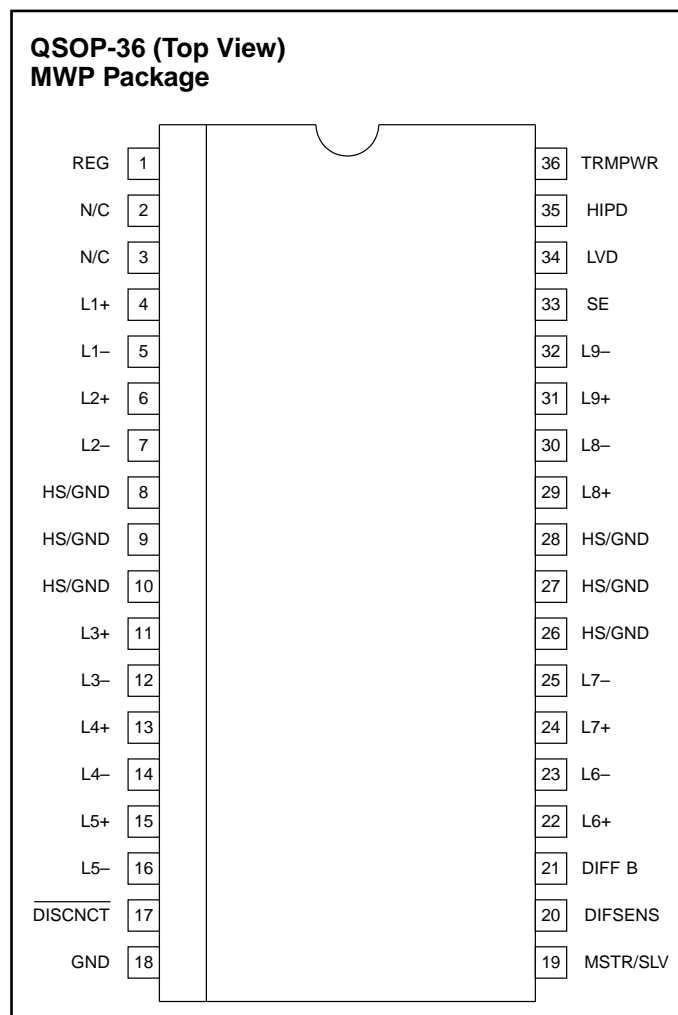 QSOP-36 (Top View)
MWP Package
REG 1 36 TRMPWR
N/C 2 35 HIPD
N/C 3 34 LVD
L1+ 4 33 SE
L1– 5 32 L9–
L2+ 6 31 L9+
L2– 7 30 L8–
HS/GND 8 29 L8+
HS/GND 9 28 HS/GND
HS/GND 10 27 HS/GND
L3+ 11 26 HS/GND
L3– 12 25 L7–
L4+ 13 24 L7+
L4– 14 23 L6–
L5+ 15 22 L6+
L5– 16 21 DIFF B
DISCNCT 17 20 DIFSENS
GND 18 19 MSTR/SLV